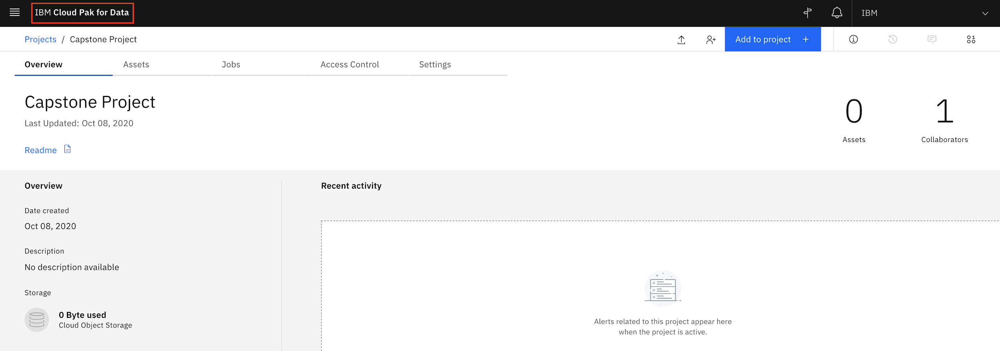 IBM Cloud Pak for Data
IBM
Projects / Capstone Project
Add to project +
Overview
Assets
Jobs
Access Control
Settings
Capstone Project
Last Updated: Oct 08, 2020
Readme
0
Assets
1
Collaborators
Overview
Date created
Oct 08, 2020
Description
No description available
Storage
0 Byte used
Cloud Object Storage
Recent activity
Alerts related to this project appear here
when the project is active.